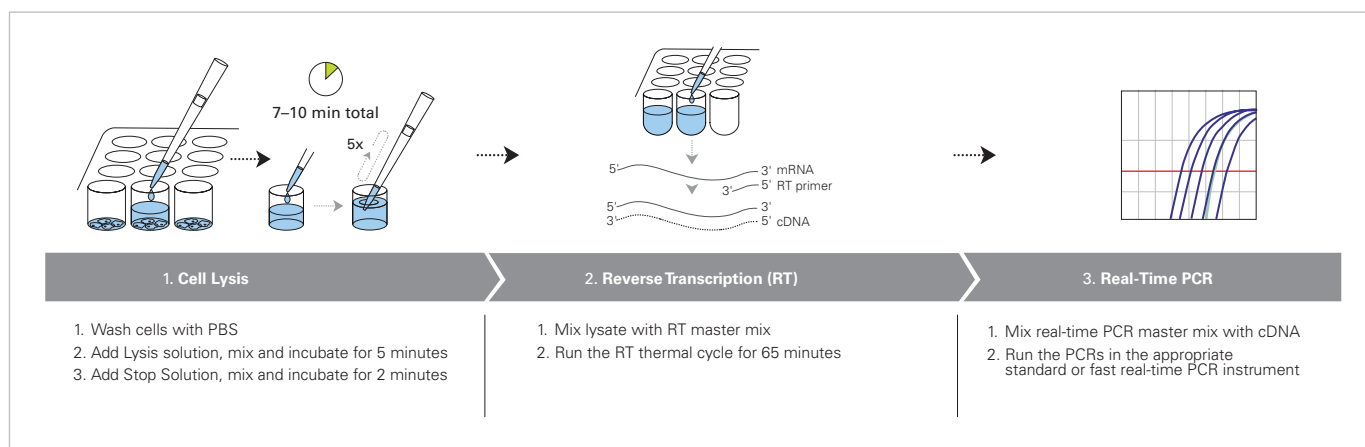 7–10 min total
5x
5'
3' mRNA
3'
5' RT primer
5'
3'
3'
5' cDNA
1. Cell Lysis
2. Reverse Transcription (RT)
3. Real-Time PCR
1. Wash cells with PBS
2. Add Lysis solution, mix and incubate for 5 minutes
3. Add Stop Solution, mix and incubate for 2 minutes
1. Mix lysate with RT master mix
2. Run the RT thermal cycle for 65 minutes
1. Mix real-time PCR master mix with cDNA
2. Run the PCRs in the appropriate
standard or fast real-time PCR instrument